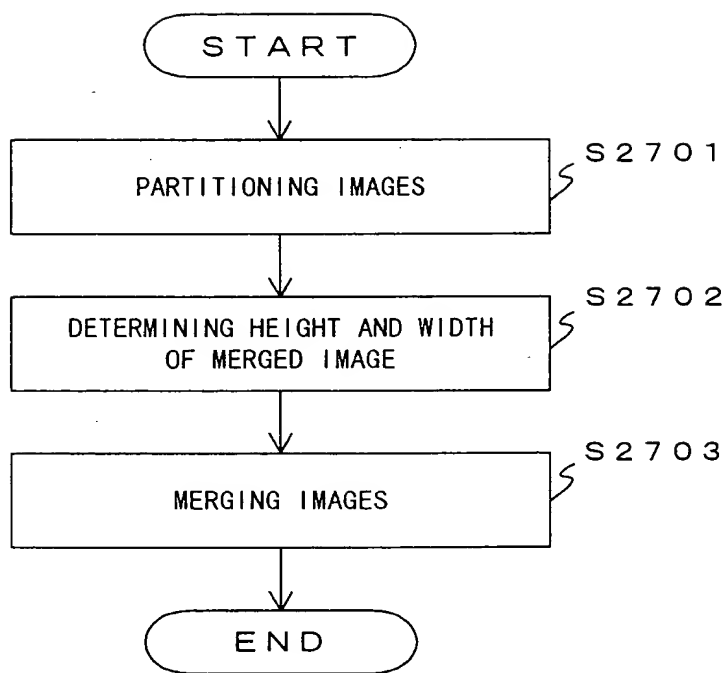 START
PARTITIONING IMAGES
S2701
DETERMINING HEIGHT AND WIDTH
OF MERGED IMAGE
S2702
MERGING IMAGES
S2703
END